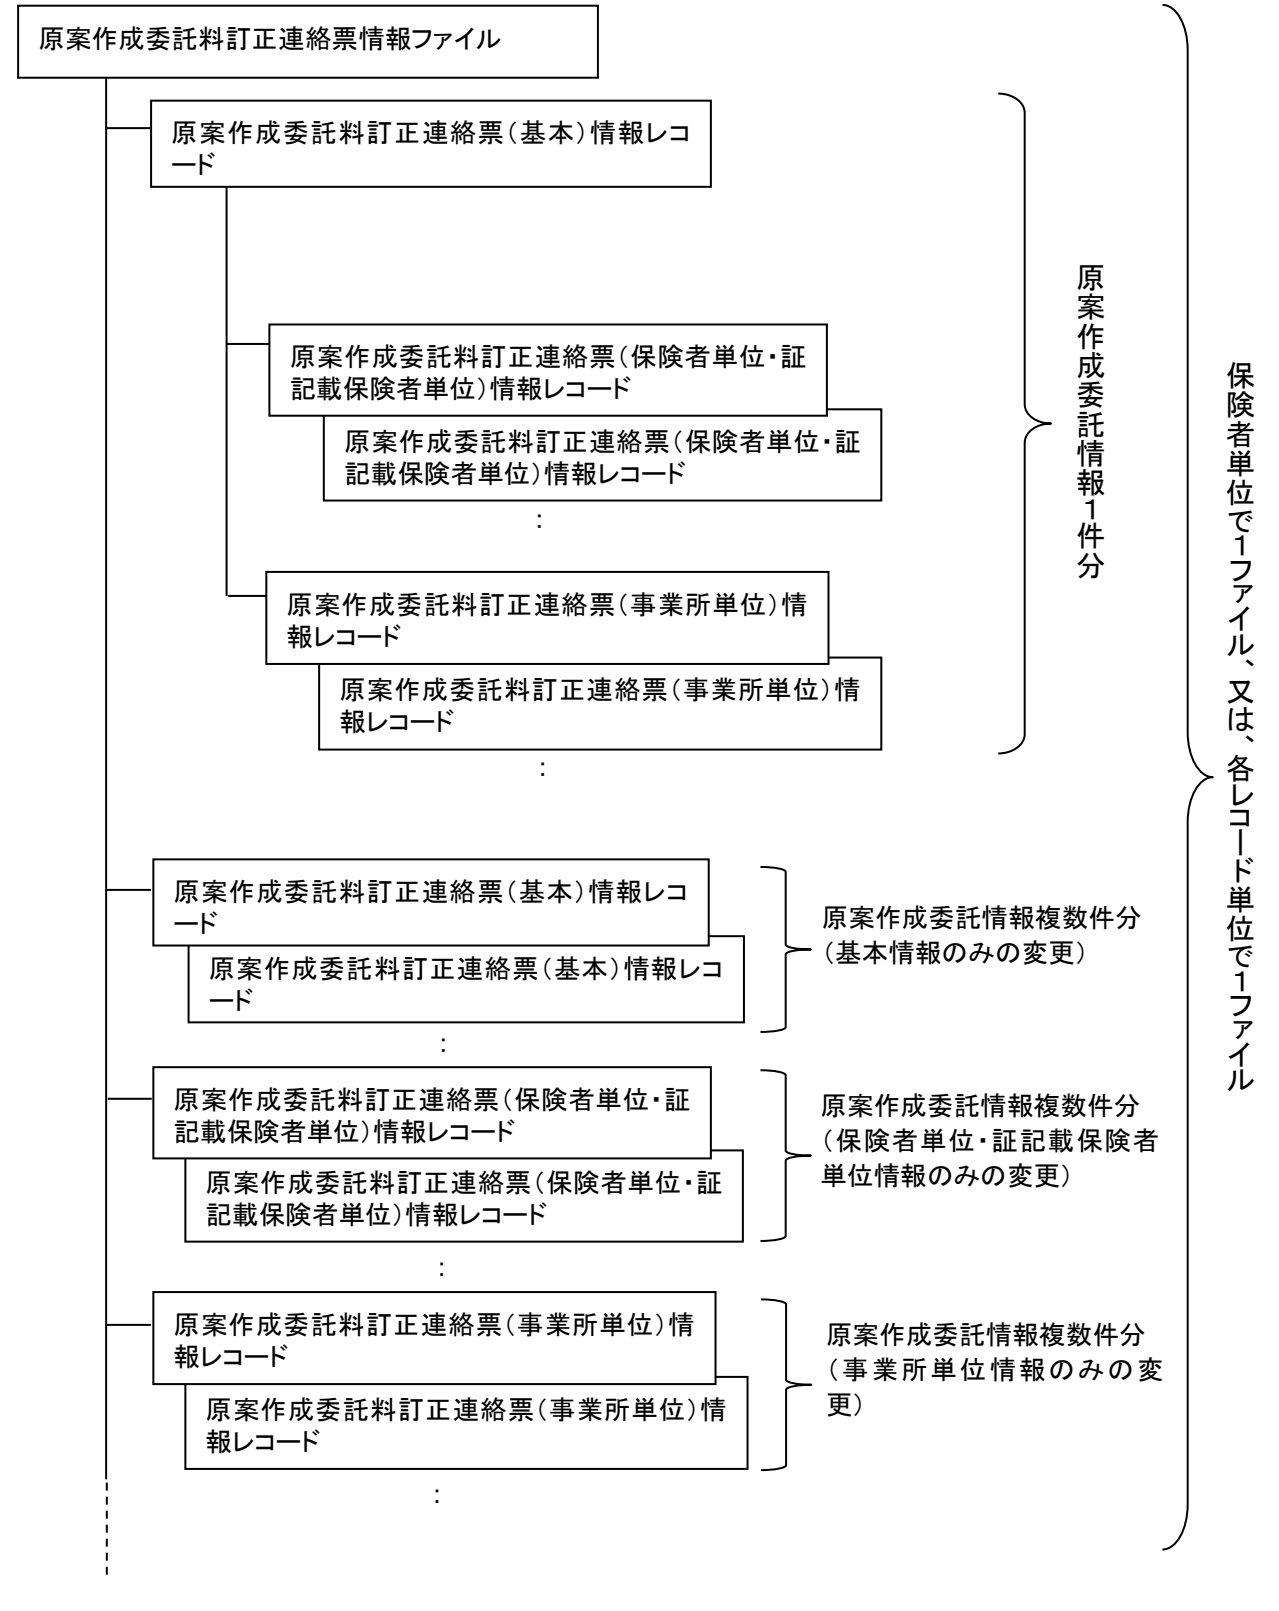 原案作成委託料訂正連絡票情報ファイル
原案作成委託料訂正連絡票（基本）情報レコ
ード
原案作成委託料訂正連絡票（保険者単位・証
記載保険者単位）情報レコード
原案作成委託料訂正連絡票（保険者単位・証
記載保険者単位）情報レコード
：
原案作成委託料訂正連絡票（事業所単位）情
報レコード
原案作成委託料訂正連絡票（事業所単位）情
報レコード
：
原案作成委託情報１件分
原案作成委託料訂正連絡票（基本）情報レコ
ード
原案作成委託料訂正連絡票（基本）情報レコ
ード
：
原案作成委託情報複数件分
（基本情報のみの変更）
原案作成委託料訂正連絡票（保険者単位・証
記載保険者単位）情報レコード
原案作成委託料訂正連絡票（保険者単位・証
記載保険者単位）情報レコード
：
原案作成委託情報複数件分
（保険者単位・証記載保険者
単位情報のみの変更）
原案作成委託料訂正連絡票（事業所単位）情
報レコード
原案作成委託料訂正連絡票（事業所単位）情
報レコード
：
原案作成委託情報複数件分
（事業所単位情報のみの変
更）
保険者単位で１ファイル、又は、各レコード単位で１ファイル